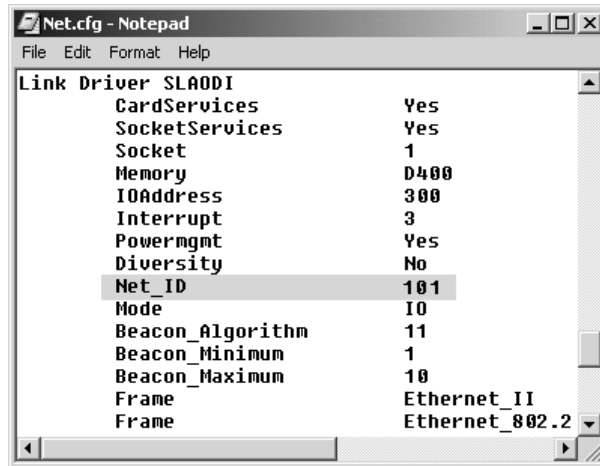 Net.cfg - Notepad
File Edit Format Help
Link Driver SLAODI
CardServices Yes
SocketServices Yes
Socket 1
Memory D400
IOAddress 300
Interrupt 3
Powermgmt Yes
Diversity No
Net_ID 101
Mode IO
Beacon_Algorithm 11
Beacon_Minimum 1
Beacon_Maximum 10
Frame Ethernet_II
Frame Ethernet_802.2